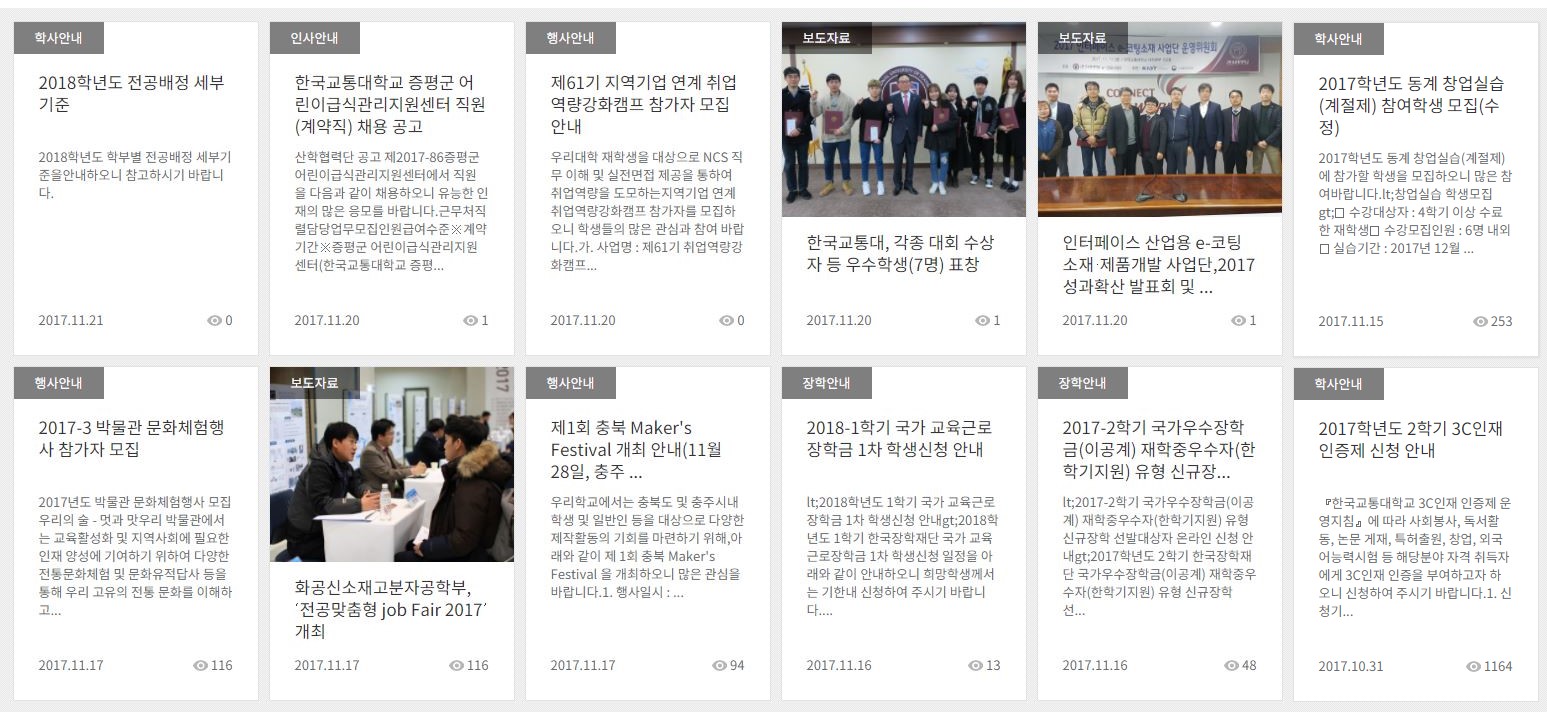 학사안내
2018학년도 전공배정 세부
기준
2018학년도 학부별 전공배정 세부기
준을안내하오니 참고하시기 바랍니
다.
2017.11.21
0
인사안내
한국교통대학교 증평군 어
린이급식관리지원센터 직원
(계약직) 채용 공고
산학협력단 공고 제2017-86증평군
어린이급식관리지원센터에서 직원
을 다음과 같이 채용하오니 유능한 인
재의 많은 응모를 바랍니다.근무처직
렬담당업무모집인원급여수준※계약
기간※증평군 어린이급식관리지원
센터(한국교통대학교 증평...
2017.11.20
1
행사안내
제61기 지역기업 연계 취업
역량강화캠프 참가자 모집
안내
우리대학 재학생을 대상으로 NCS 직
무 이해 및 실전면접 제공을 통하여
취업역량을 도모하는지역기업 연계
취업역량강화캠프 참가자를 모집하
오니 학생들의 많은 관심과 참여 바랍
니다.가. 사업명 : 제61기 취업역량강
화캠프...
2017.11.20
0
보도자료
한국교통대, 각종 대회 수상
자 등 우수학생(7명) 표창
2017.11.20
1
보도자료
2017 인터페이스 e-코팅소재 사업단 운영위원회
CONNECT
인터페이스 산업용 e-코팅
소재·제품개발 사업단,2017
성과확산 발표회 및 ...
2017.11.20
1
학사안내
2017학년도 동계 창업실습
(계절제) 참여학생 모집(수
정)
2017학년도 동계 창업실습(계절제)
에 참가할 학생을 모집하오니 많은 참
여바랍니다.lt;창업실습 학생모집
gt;□ 수강대상자 : 4학기 이상 수료
한 재학생□ 수강모집인원 : 6명 내외
□ 실습기간 : 2017년 12월 ...
2017.11.15
253
행사안내
2017-3 박물관 문화체험행
사 참가자 모집
2017년도 박물관 문화체험행사 모집
우리의 술 - 멋과 맛우리 박물관에서
는 교육활성화 및 지역사회에 필요한
인재 양성에 기여하기 위하여 다양한
전통문화체험 및 문화유적답사 등을
통해 우리 고유의 전통 문화를 이해하
고...
2017.11.17
116
보도자료
2017
화공신소재고분자공학부,
‘전공맞춤형 job Fair 2017’
개최
2017.11.17
116
행사안내
제1회 충북 Maker's
Festival 개최 안내(11월
28일, 충주 ...
우리학교에서는 충북도 및 충주시내
학생 및 일반인 등을 대상으로 다양한
제작활동의 기회를 마련하기 위해,아
래와 같이 제 1회 충북 Maker's
Festival 을 개최하오니 많은 관심을
바랍니다.1. 행사일시 : ...
2017.11.17
94
장학안내
2018-1학기 국가 교육근로
장학금 1차 학생신청 안내
lt;2018학년도 1학기 국가 교육근로
장학금 1차 학생신청 안내gt;2018학
년도 1학기 한국장학재단 국가 교육
근로장학금 1차 학생신청 일정을 아
래와 같이 안내하오니 희망학생께서
는 기한내 신청하여 주시기 바랍니
다....
2017.11.16
13
장학안내
2017-2학기 국가우수장학
금(이공계) 재학중우수자(한
학기지원) 유형 신규장...
lt;2017-2학기 국가우수장학금(이공
계) 재학중우수자(한학기지원) 유형
신규장학 선발대상자 온라인 신청 안
내gt;2017학년도 2학기 한국장학재
단 국가우수장학금(이공계) 재학중우
수자(한학기지원) 유형 신규장학
선...
2017.11.16
48
학사안내
2017학년도 2학기 3C인재
인증제 신청 안내
『한국교통대학교 3C인재 인증제 운
영지침』에 따라 사회봉사, 독서활
동, 논문 게재, 특허출원, 창업, 외국
어능력시험 등 해당분야 자격 취득자
에게 3C인재 인증을 부여하고자 하
오니 신청하여 주시기 바랍니다.1. 신
청기...
2017.10.31
1164